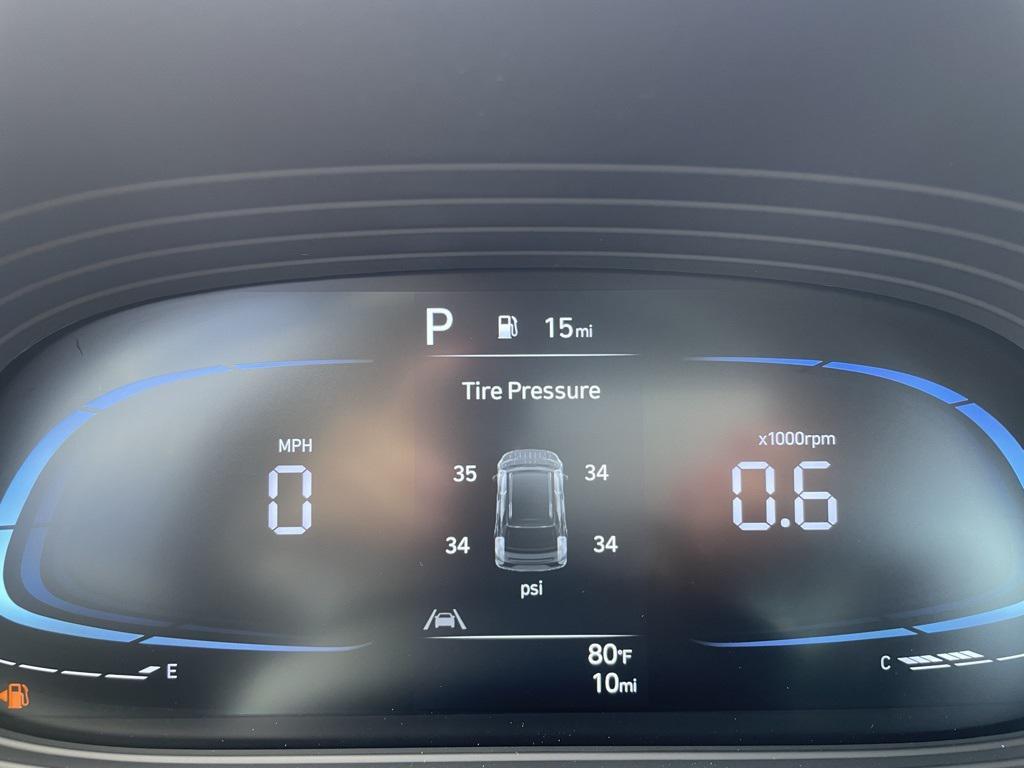 P 15mi
Tire Pressure
MPH
x1000rpm
0
35 34
0.6
34 34
psi
80°F
E
C
10mi